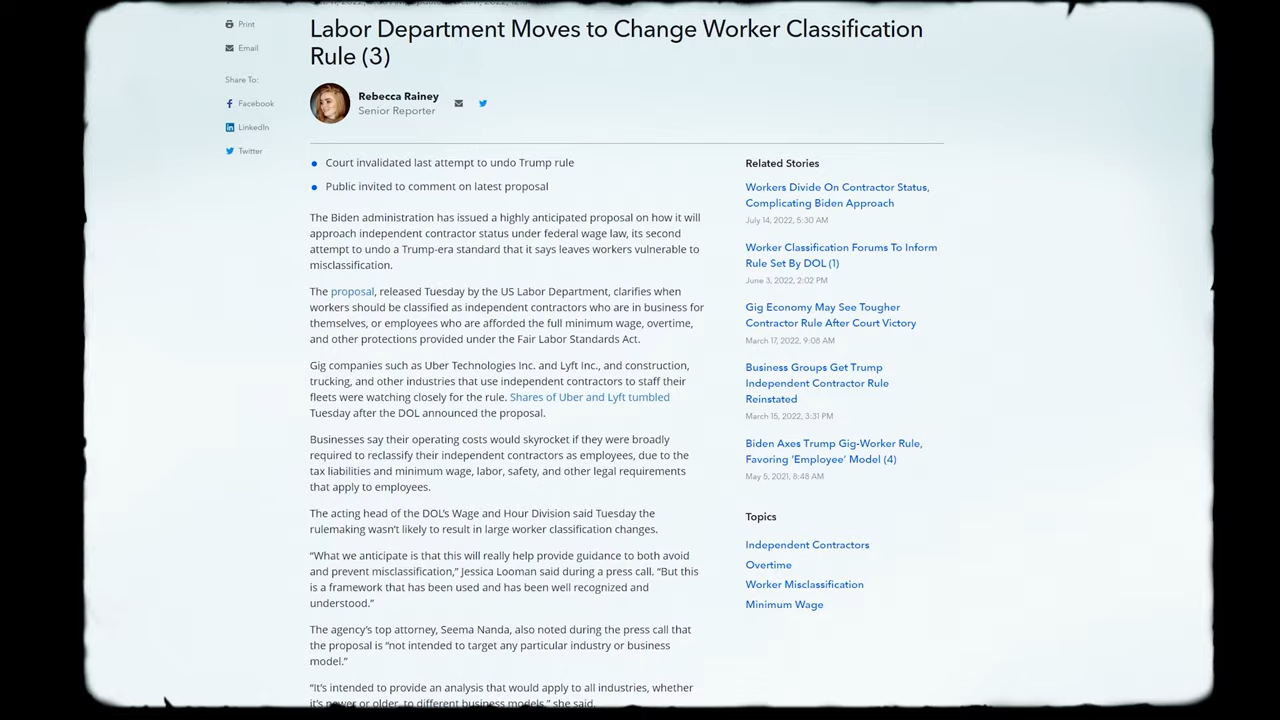 Print
Email
Share To:
Facebook
LinkedIn
Twitter
Labor Department Moves to Change Worker Classification
Rule (3)
Rebecca Rainey
Senior Reporter
Court invalidated last attempt to undo Trump rule
Public invited to comment on latest proposal
The Biden administration has issued a highly anticipated proposal on how it will
approach independent contractor status under federal wage law, its second
attempt to undo a Trump-era standard that it says leaves workers vulnerable to
misclassification.
The proposal, released Tuesday by the US Labor Department, clarifies when
workers should be classified as independent contractors who are in business for
themselves, or employees who are afforded the full minimum wage, overtime,
and other protections provided under the Fair Labor Standards Act.
Gig companies such as Uber Technologies Inc. and Lyft Inc., and construction,
trucking, and other industries that use independent contractors to staff their
fleets were watching closely for the rule. Shares of Uber and Lyft tumbled
Tuesday after the DOL announced the proposal.
Businesses say their operating costs would skyrocket if they were broadly
required to reclassify their independent contractors as employees, due to the
tax liabilities and minimum wage, labor, safety, and other legal requirements
that apply to employees.
The acting head of the DOL’s Wage and Hour Division said Tuesday the
rulemaking wasn’t likely to result in large worker classification changes.
“What we anticipate is that this will really help provide guidance to both avoid
and prevent misclassification,” Jessica Looman said during a press call. “But this
is a framework that has been used and has been well recognized and
understood.”
The agency’s top attorney, Seema Nanda, also noted during the press call that
the proposal is “not intended to target any particular industry or business
model.”
“It’s intended to provide an analysis that would apply to all industries, whether
it’s newer or older, to different business models,” she said.
Related Stories
Workers Divide On Contractor Status,
Complicating Biden Approach
July 14, 2022, 5:30 AM
Worker Classification Forums To Inform
Rule Set By DOL (1)
June 3, 2022, 2:02 PM
Gig Economy May See Tougher
Contractor Rule After Court Victory
March 17, 2022, 9:08 AM
Business Groups Get Trump
Independent Contractor Rule
Reinstated
March 15, 2022, 3:31 PM
Biden Axes Trump Gig-Worker Rule,
Favoring ‘Employee’ Model (4)
May 5, 2021, 8:48 AM
Topics
Independent Contractors
Overtime
Worker Misclassification
Minimum Wage